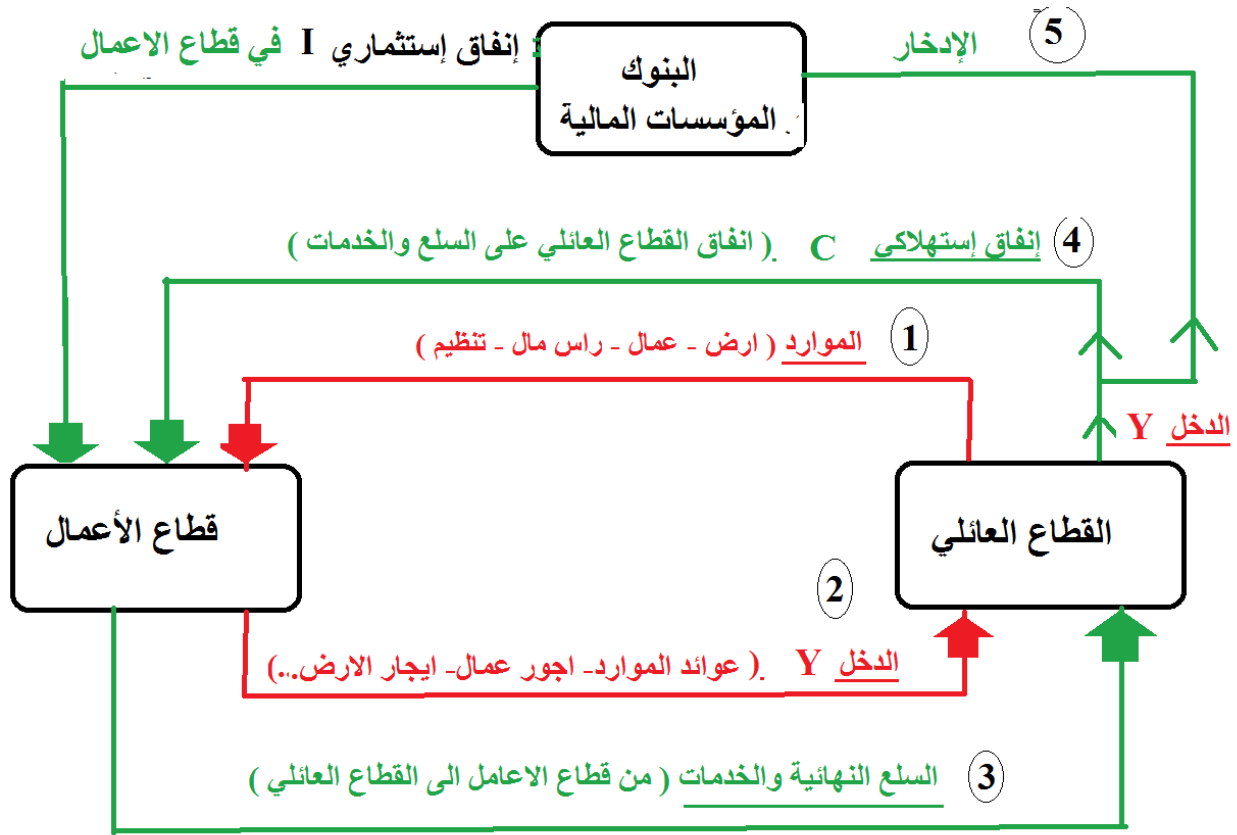 5
الإدخار
إنفاق إستثماري I في قطاع الاعمال
البنوك
المؤسسات المالية
4 إنفاق إستهلاكي C ( انفاق القطاع العائلي على السلع والخدمات )
1 الموارد ( ارض - عمال - راس مال - تنظيم )
الدخل Y
القطاع العائلي
قطاع الأعمال
2
الدخل Y ( عوائد الموارد- اجور عمال- ايجار الارض...)
3 السلع النهائية والخدمات ( من قطاع الاعامل الى القطاع العائلي )